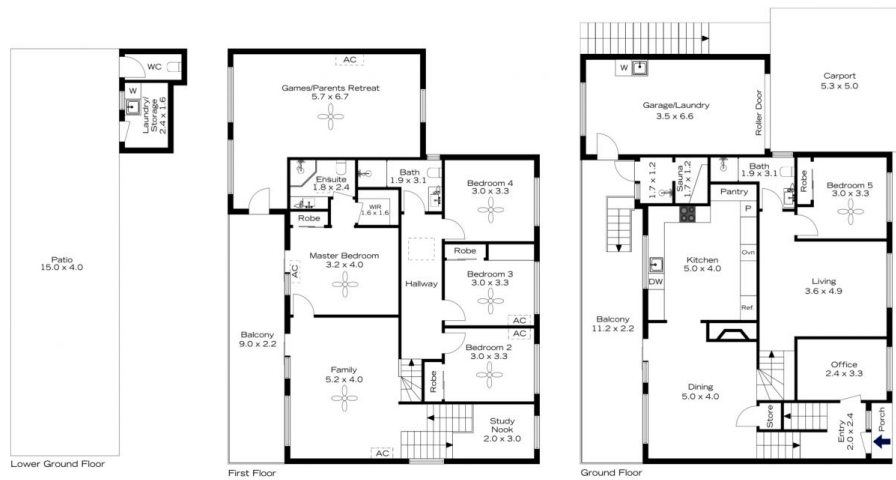 WC
W
Laundry/
Storage
2.4 x 1.6
Patio
15.0 x 4.0
Lower Ground Floor
AC
Games/Parents Retreat
5.7 x 6.7
Ensuite
1.8 x 2.4
Bath
1.9 x 3.1
WIR
1.6 x 1.6
Robe
Bedroom 4
3.0 x 3.3
Master Bedroom
3.2 x 4.0
AC
Hallway
Robe
Bedroom 3
3.0 x 3.3
AC
AC
Balcony
9.0 x 2.2
Family
5.2 x 4.0
Bedroom 2
3.0 x 3.3
Robe
Study
Nook
2.0 x 3.0
AC
First Floor
W
Garage/Laundry
3.5 x 6.6
Roller Door
Carport
5.3 x 5.0
1.7 x 1.2
Sauna
1.7 x 1.2
Bath
1.9 x 3.1
Robe
Bedroom 5
3.0 x 3.3
Pantry
P
Kitchen
5.0 x 4.0
Ovn
DW
Ref.
Living
3.6 x 4.9
Balcony
11.2 x 2.2
Dining
5.0 x 4.0
Office
2.4 x 3.3
Store
Entry
2.0 x 2.4
Porch
Ground Floor